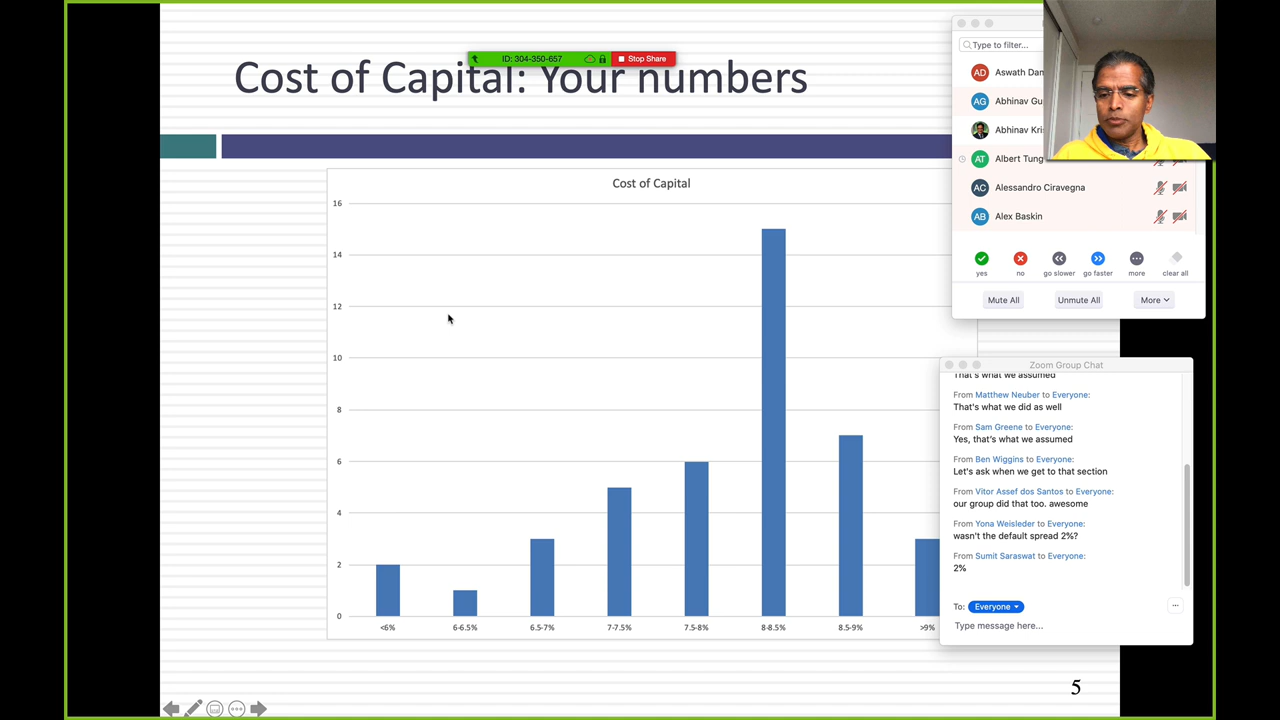 Cost of Capital: Your numbers
ID: 304-350-657
Stop Share
Cost of Capital
16
14
12
10
8
6
4
2
0
<6%
6-6.5%
6.5-7%
7-7.5%
7.5-8%
8-8.5%
8.5-9%
>9%
5
Type to filter...
AD Aswath Dam
AG Abhinav Gu
Abhinav Kri
AT Albert Tung
AC Alessandro Ciravegna
AB Alex Baskin
yes
no
go slower
go faster
more
clear all
Mute All
Unmute All
More
Zoom Group Chat
That's what we assumed
From Matthew Neuber to Everyone:
That's what we did as well
From Sam Greene to Everyone:
Yes, that's what we assumed
From Ben Wiggins to Everyone:
Let's ask when we get to that section
From Vitor Assef dos Santos to Everyone:
our group did that too. awesome
From Yona Weisleder to Everyone:
wasn't the default spread 2%?
From Sumit Saraswat to Everyone:
2%
To: Everyone
Type message here...